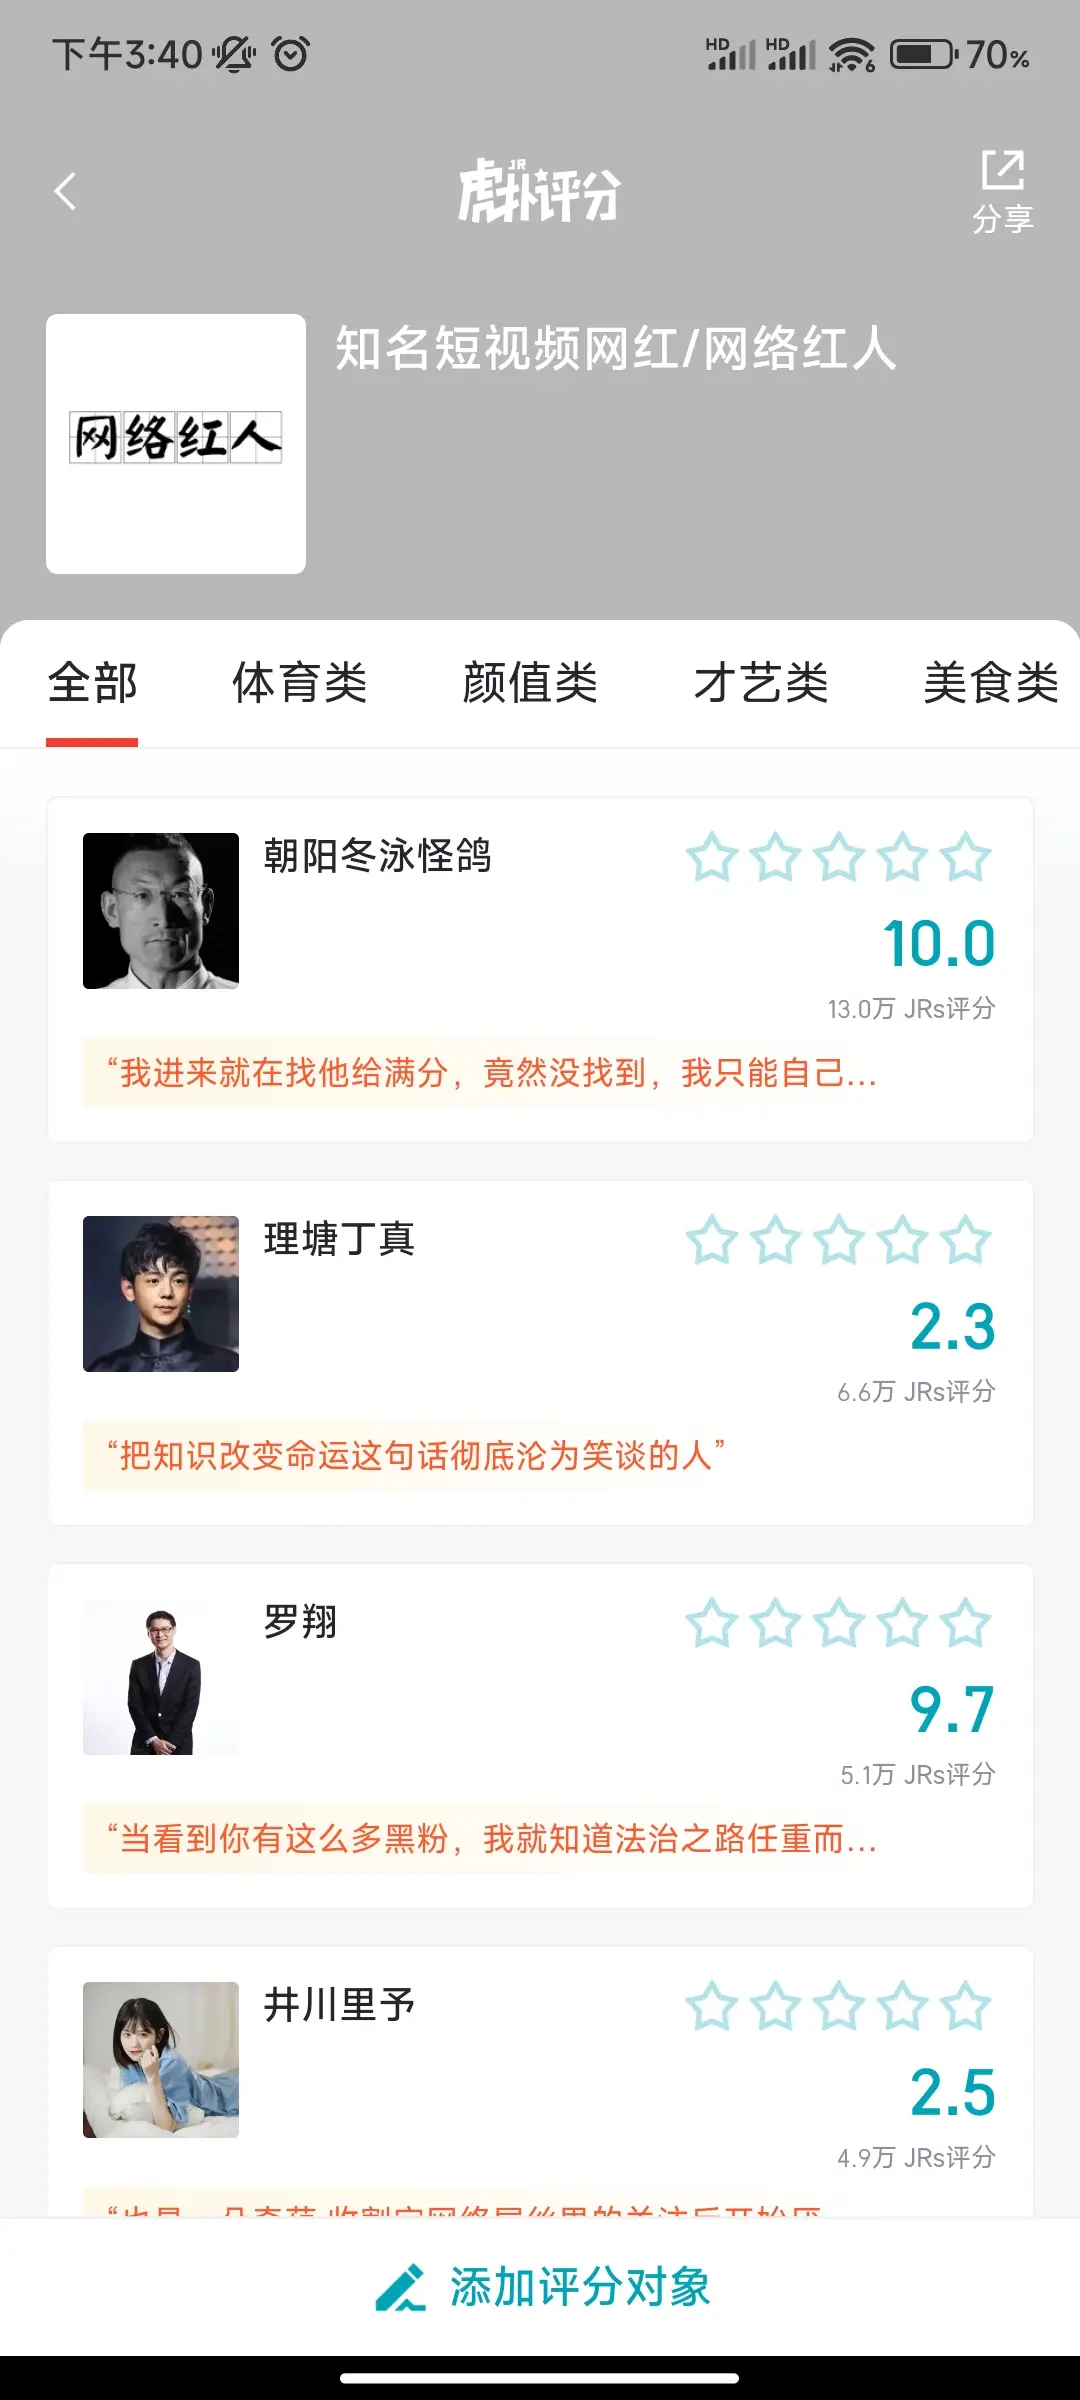 下午3:40
HD HD 6 70%
JR
虎扑评分
分享
网络红人
知名短视频网红/网络红人
全部 体育类 颜值类 才艺类 美食类
朝阳冬泳怪鸽
10.0
13.0万 JRs评分
“我进来就在找他给满分，竟然没找到，我只能自己...
理塘丁真
2.3
6.6万 JRs评分
“把知识改变命运这句话彻底沦为笑谈的人”
罗翔
9.7
5.1万 JRs评分
“当看到你有这么多黑粉，我就知道法治之路任重而...
井川里予
2.5
4.9万 JRs评分
添加评分对象